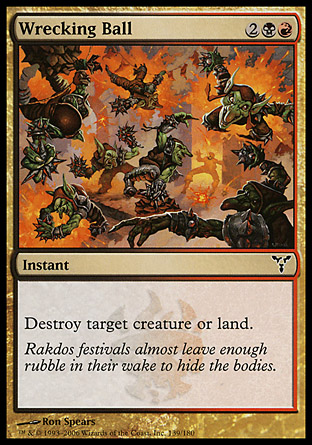 Wrecking Ball 2
Instant
Destroy target creature or land.
Rakdos festivals almost leave enough
rubble in their wake to hide the bodies.
Ron Spears
™ & © 1993–2006 Wizards of the Coast, Inc. 139/180